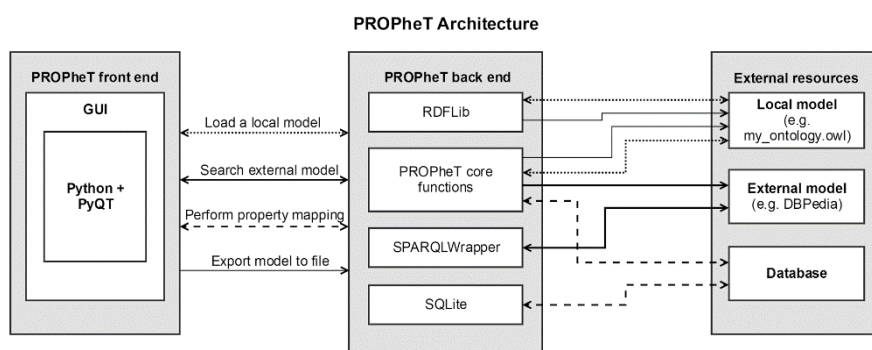 PROPheT Architecture
PROPheT front end
GUI
Python +
PyQT
Load a local model
Search external model
Perform property mapping
Export model to file
PROPheT back end
RDFLib
PROPheT core
functions
SPARQLWrapper
SQLite
External resources
Local model
(e.g.
my_ontology.owl)
External model
(e.g. DBPedia)
Database